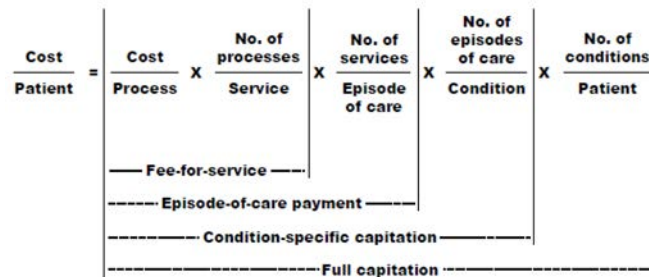 Cost / Patient = Cost / Process X No. of processes / Service X No. of services / Episode of care X No. of episodes of care / Condition X No. of conditions / Patient
Fee-for-service
Episode-of-care payment
Condition-specific capitation
Full capitation